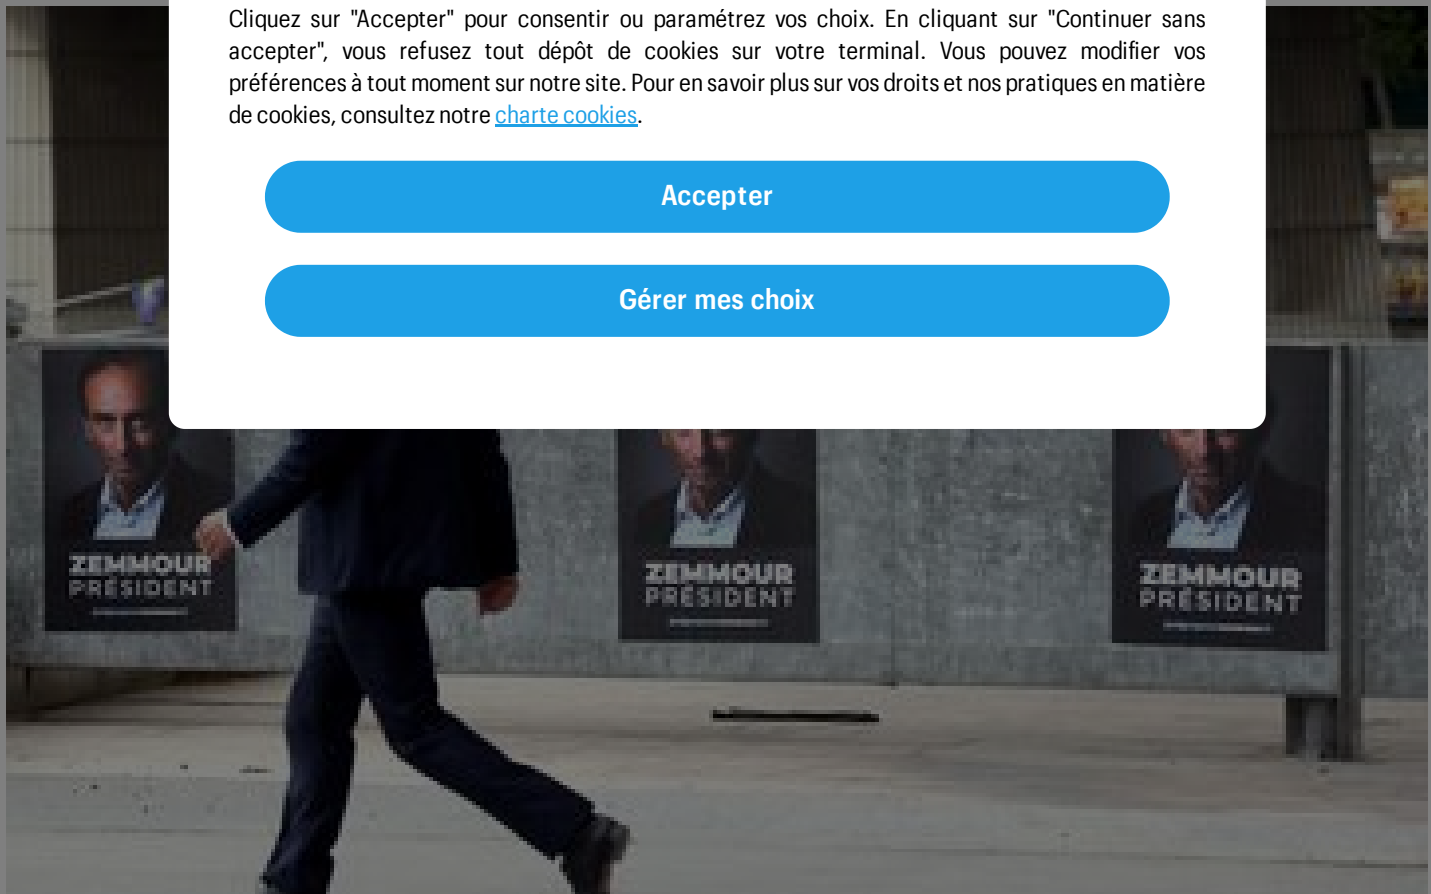 Cliquez sur "Accepter" pour consentir ou paramétrez vos choix. En cliquant sur "Continuer sans
accepter", vous refusez tout dépôt de cookies sur votre terminal. Vous pouvez modifier vos
préférences à tout moment sur notre site. Pour en savoir plus sur vos droits et nos pratiques en matière
de cookies, consultez notre charte cookies.
Accepter
Gérer mes choix
ZEMMOUR
PRÉSIDENT
ZEMMOUR
PRÉSIDENT
ZEMMOUR
PRÉSIDENT